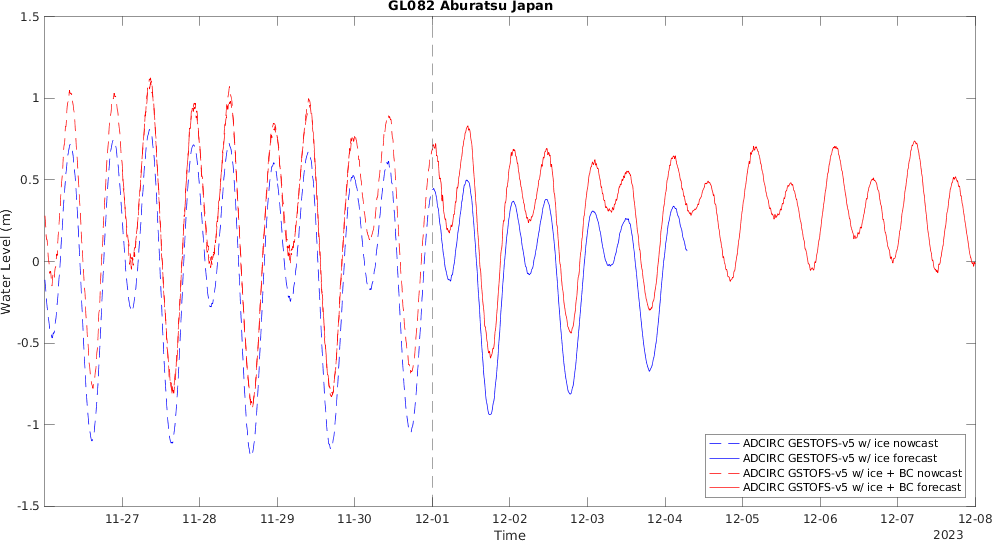 GL082 Aburatsu Japan
1.5
1
0.5
0
-0.5
-1
-1.5
Water Level (m)
11-27 11-28 11-29 11-30 12-01 12-02 12-03 12-04 12-05 12-06 12-07 12-08
Time
2023
ADCIRC GESTOFS-v5 w/ ice nowcast
ADCIRC GESTOFS-v5 w/ ice forecast
ADCIRC GSTOFS-v5 w/ ice + BC nowcast
ADCIRC GSTOFS-v5 w/ ice + BC forecast